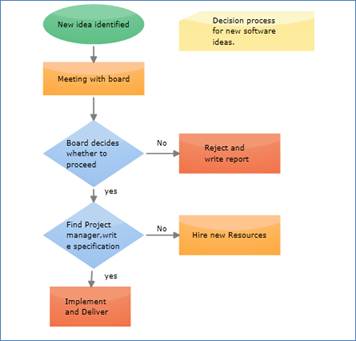 New idea identified
Decision process
for new software
ideas.
Meeting with board
Board decides
whether to
proceed
No
Reject and
write report
yes
Find Project
manager,writ
e specification
No
Hire new Resources
yes
Implement
and Deliver